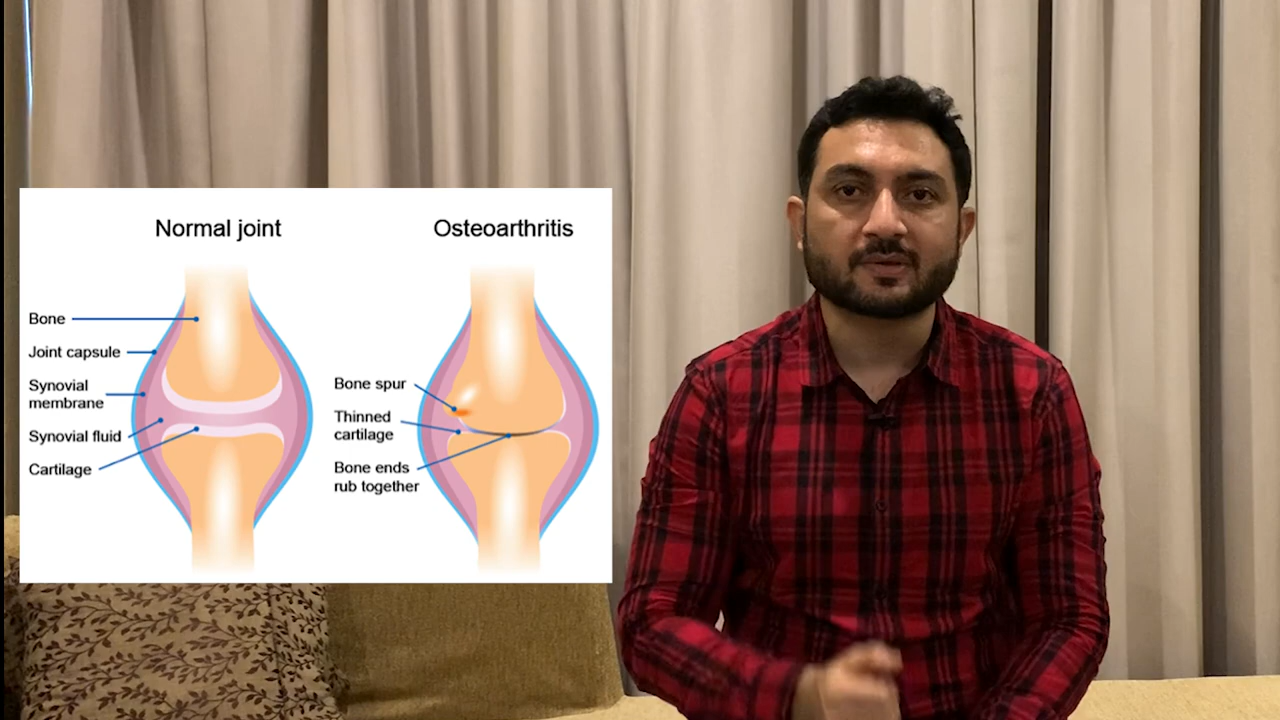 Normal joint
Osteoarthritis
Bone
Joint capsule
Synovial
membrane
Synovial fluid
Cartilage
Bone spur
Thinned
cartilage
Bone ends
rub together